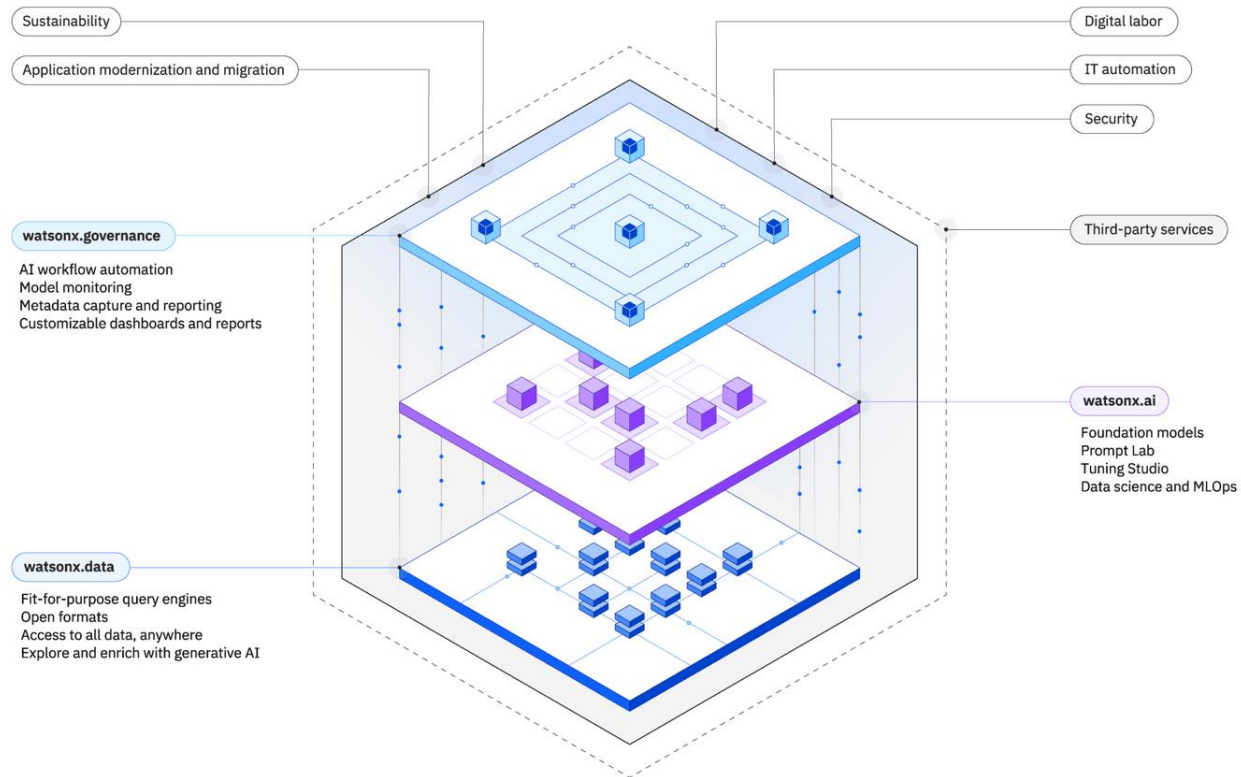 Sustainability
Application modernization and migration
Digital labor
IT automation
Security
watsonx.governance
AI workflow automation
Model monitoring
Metadata capture and reporting
Customizable dashboards and reports
Third-party services
watsonx.ai
Foundation models
Prompt Lab
Tuning Studio
Data science and MLOps
watsonx.data
Fit-for-purpose query engines
Open formats
Access to all data, anywhere
Explore and enrich with generative AI